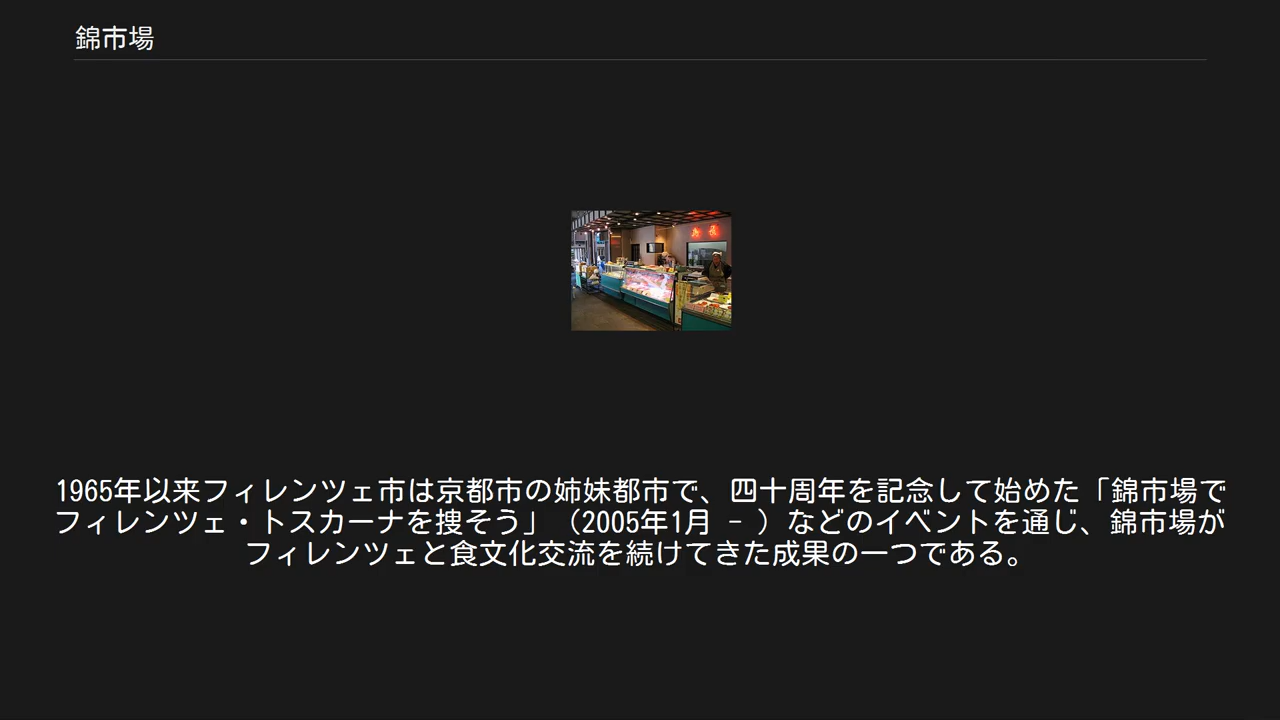 錦市場
1965年以来フィレンツェ市は京都市の姉妹都市で、四十周年を記念して始めた「錦市場で
フィレンツェ・トスカーナを捜そう」（2005年1月 - ）などのイベントを通じ、錦市場が
フィレンツェと食文化交流を続けてきた成果の一つである。